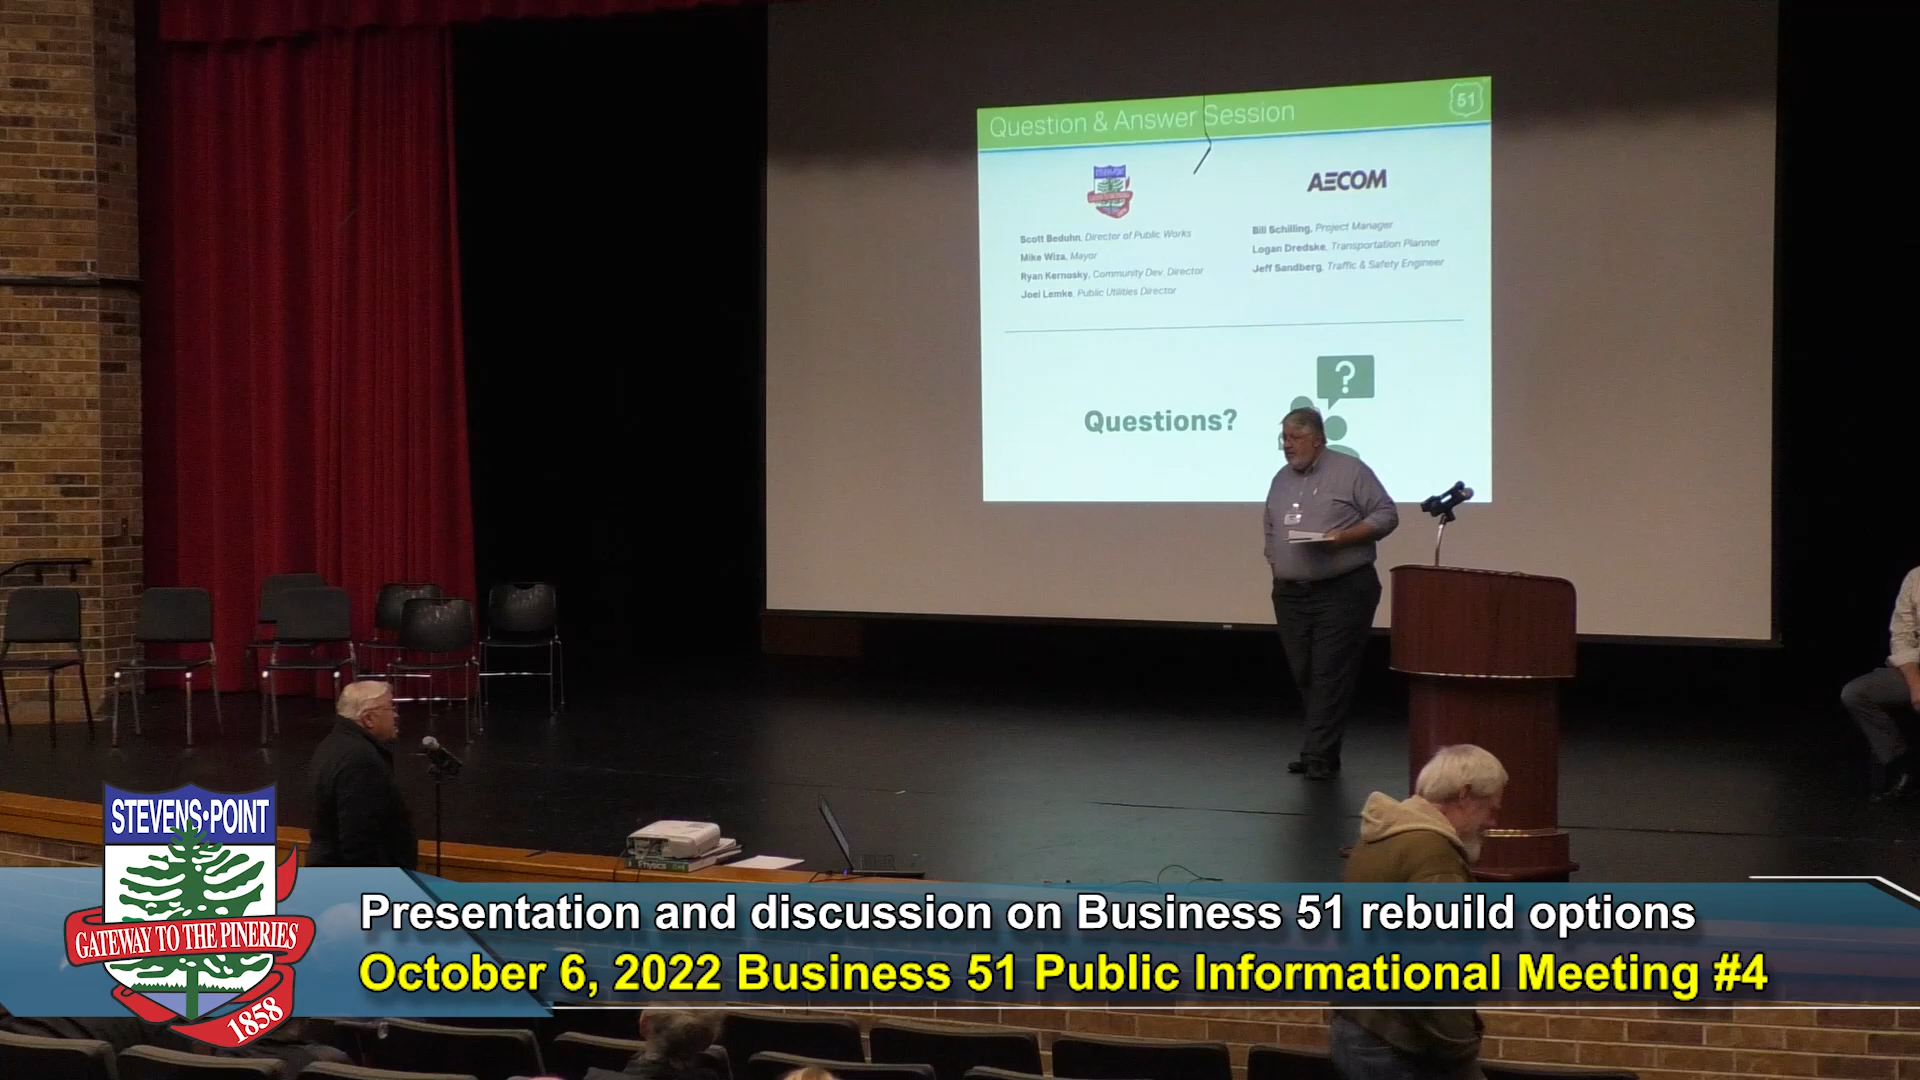 Question & Answer Session
51
STEVENS POINT
AECOM
Scott Beduhn, Director of Public Works
Mike Wiza, Mayor
Ryan Kernosky, Community Dev. Director
Joel Lemke, Public Utilities Director
Bill Schilling, Project Manager
Logan Dredske, Transportation Planner
Jeff Sandberg, Traffic & Safety Engineer
?
Questions?
STEVENS•POINT
GATEWAY TO THE PINERIES
1858
Presentation and discussion on Business 51 rebuild options
October 6, 2022 Business 51 Public Informational Meeting #4